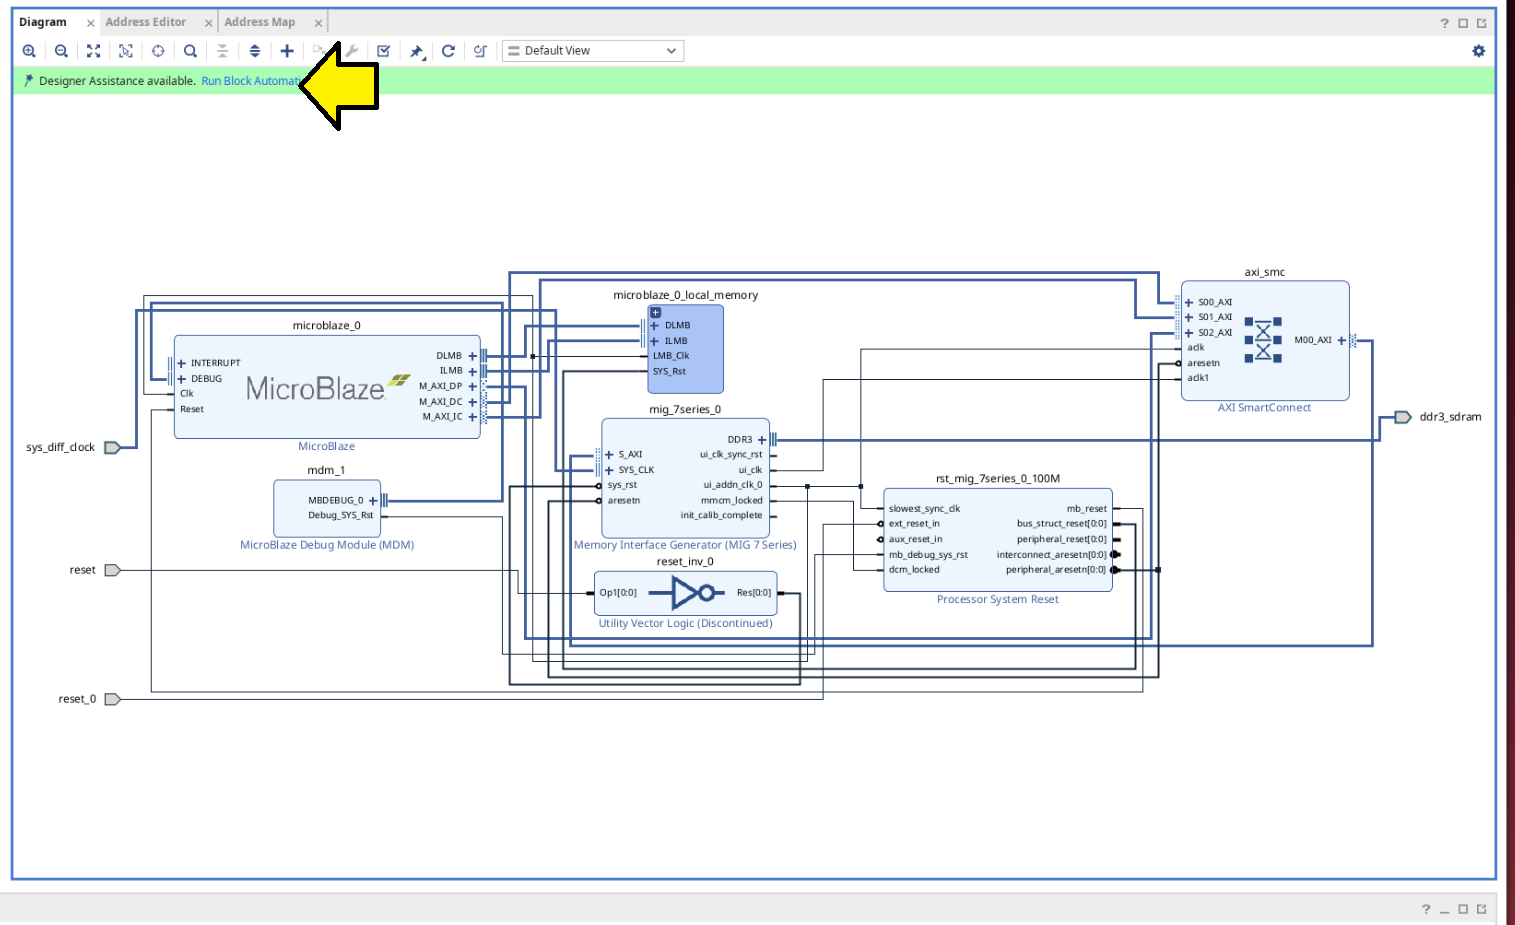 Diagram
Address Editor
Address Map
Default View
Designer Assistance available. Run Block
axi_smc
S00_AXI
S01_AXI
S02_AXI
aclk
aresetn
aclk1
M00_AXI
AXI SmartConnect
microblaze_0_local_memory
DLMB
ILMB
LMB_Clk
SYS_Rst
microblaze_0
INTERRUPT
DEBUG
Clk
Reset
MicroBlaze
DLMB
ILMB
M_AXI_DP
M_AXI_DC
M_AXI_IC
MicroBlaze
sys_diff_clock
mig_7series_0
S_AXI
SYS_CLK
sys_rst
aresetn
DDR3
ui_clk_sync_rst
ui_clk
ui_addn_clk_0
mmcm_locked
init_calib_complete
Memory Interface Generator (MIG 7 Series)
ddr3_sdram
mdm_1
MBDEBUG_0
Debug_SYS_Rst
MicroBlaze Debug Module (MDM)
rst_mig_7series_0_100M
slowest_sync_clk
ext_reset_in
aux_reset_in
mb_debug_sys_rst
dcm_locked
mb_reset
bus_struct_reset[0:0]
peripheral_reset[0:0]
interconnect_aresetn[0:0]
peripheral_aresetn[0:0]
Processor System Reset
reset
reset_inv_0
Op1[0:0]
Res[0:0]
Utility Vector Logic (Discontinued)
reset_0